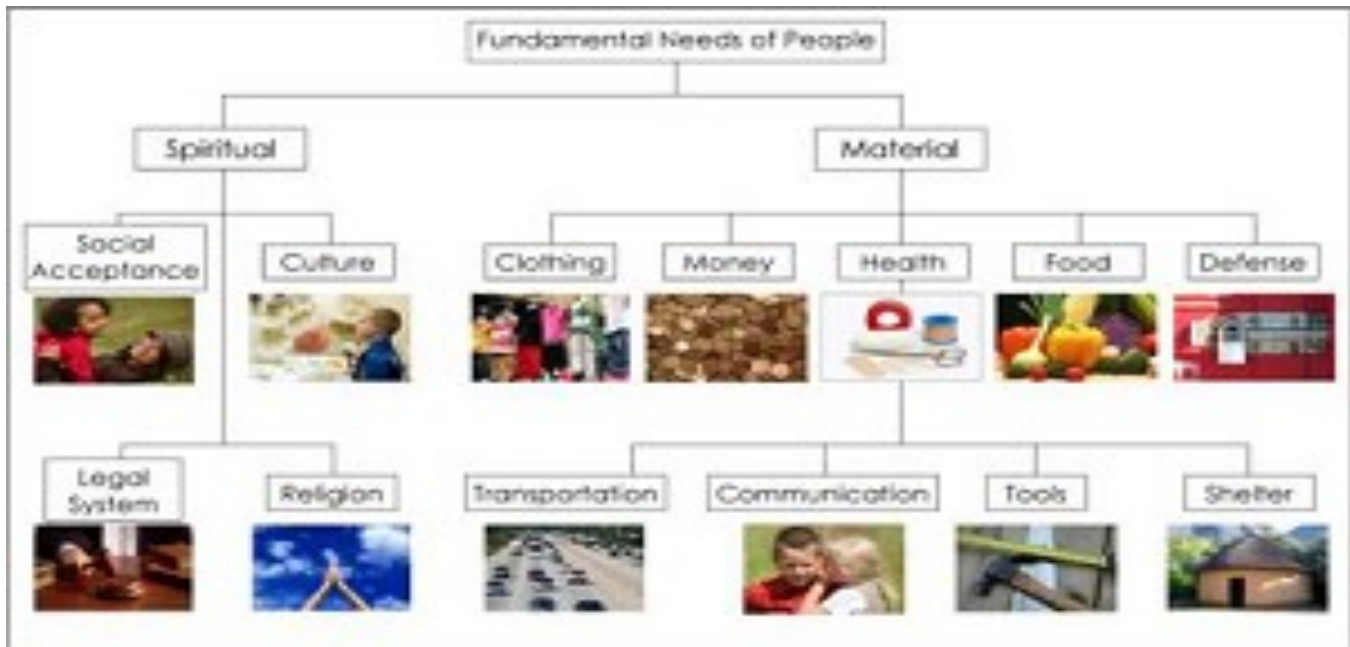 Fundamental Needs of People
Spiritual
Material
Social
Acceptance
Culture
Clothing
Money
Health
Food
Defense
Legal
System
Religion
Transportation
Communication
Tools
Shelter